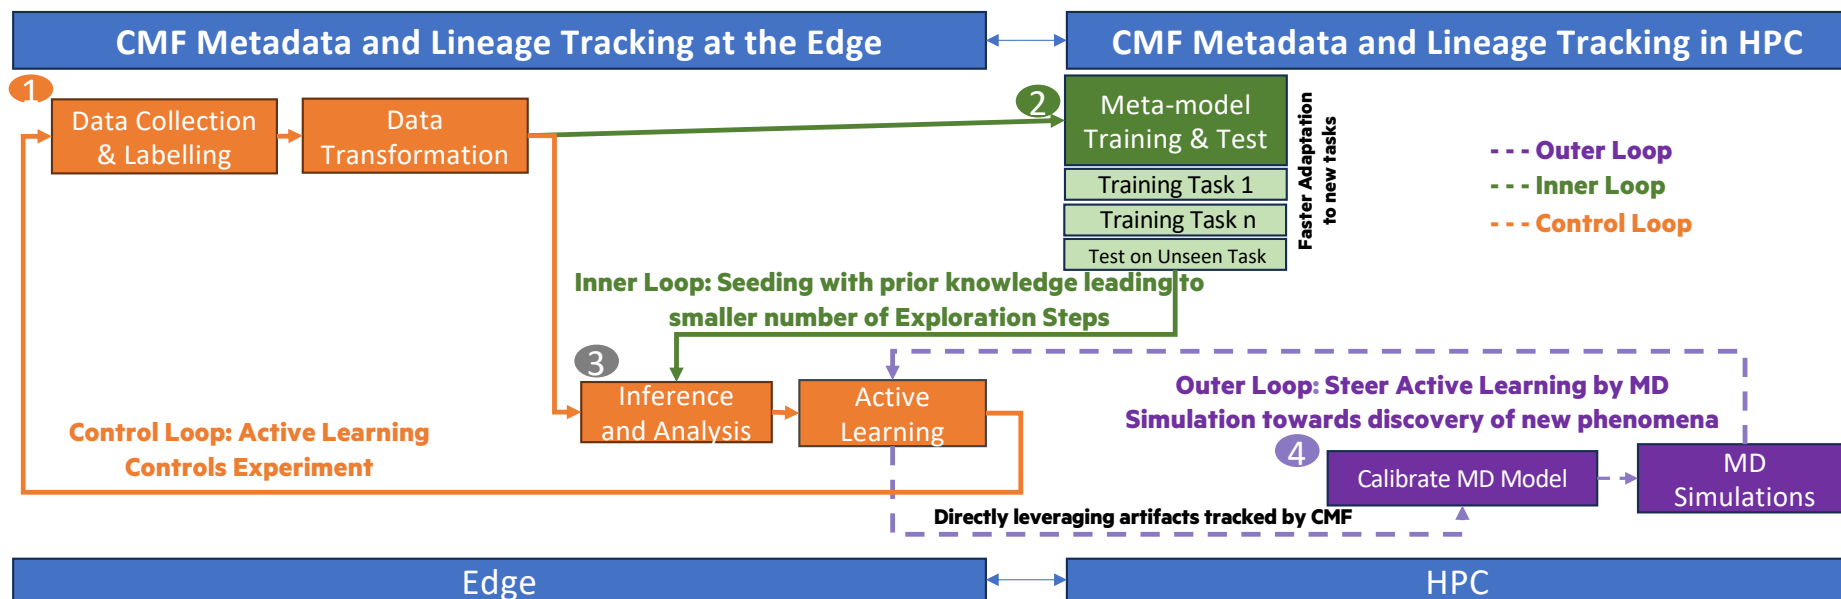 CMF Metadata and Lineage Tracking at the Edge
CMF Metadata and Lineage Tracking in HPC
1
Data Collection
& Labelling
Data
Transformation
2
Meta-model
Training & Test
Training Task 1
Training Task n
Test on Unseen Task
Faster Adaptation
to new tasks
- - - Outer Loop
- - - Inner Loop
- - - Control Loop
Inner Loop: Seeding with prior knowledge leading to
smaller number of Exploration Steps
3
Inference
and Analysis
Active
Learning
Control Loop: Active Learning
Controls Experiment
Outer Loop: Steer Active Learning by MD
Simulation towards discovery of new phenomena
4
Calibrate MD Model
MD
Simulations
Directly leveraging artifacts tracked by CMF
Edge
HPC